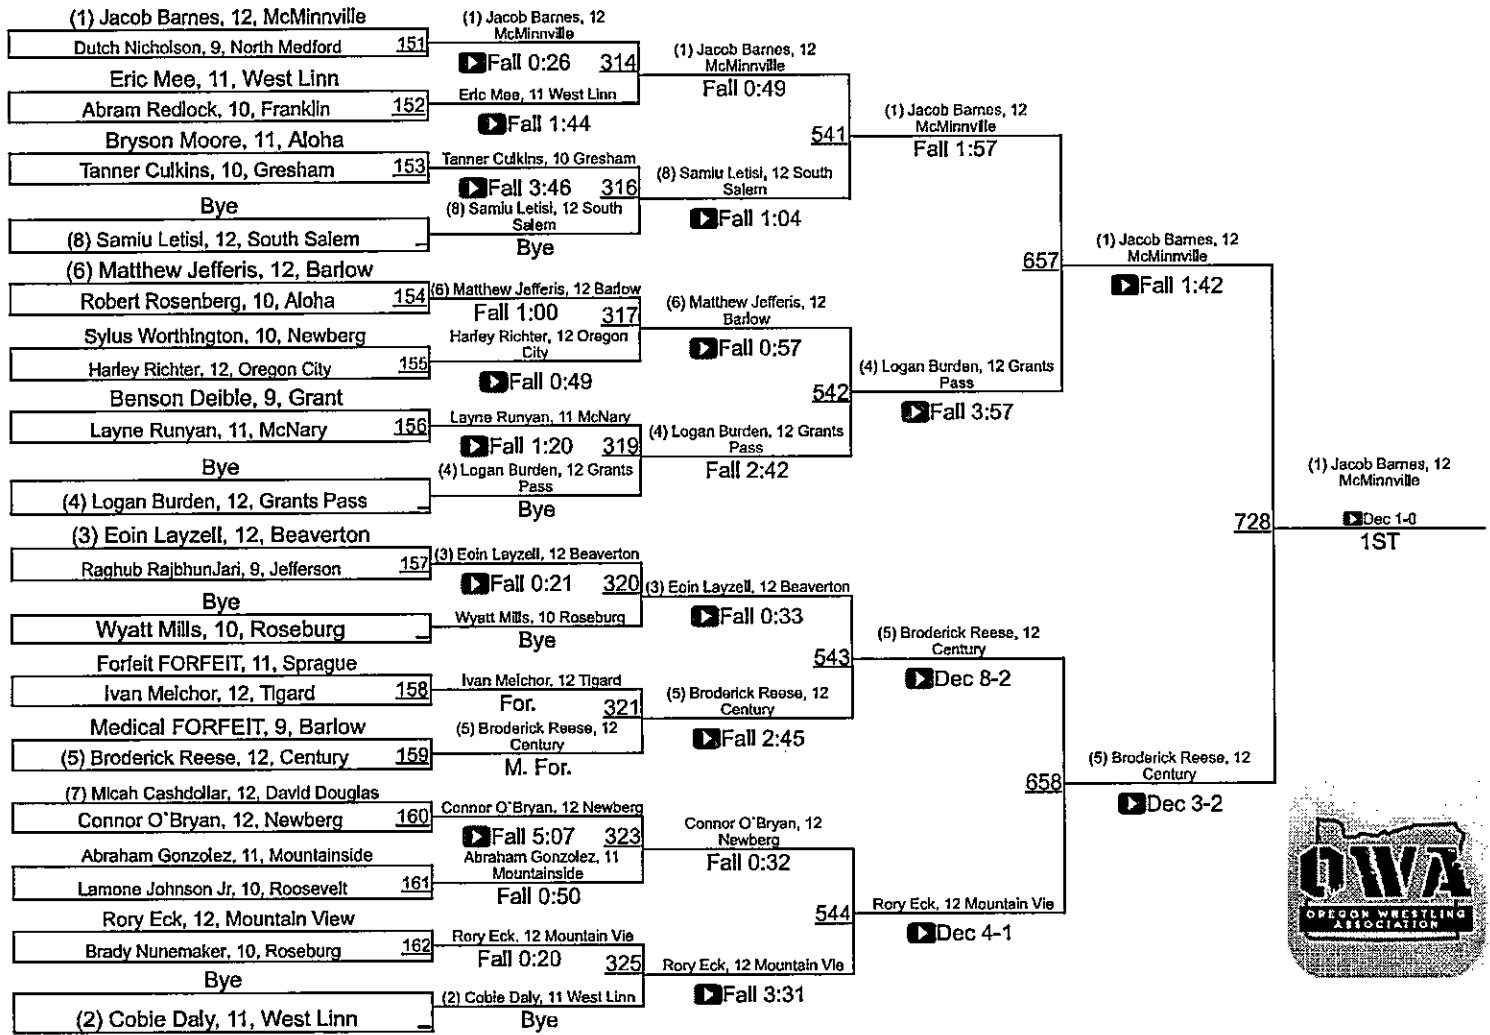 (1) Jacob Barnes, 12, McMinnville
Dutch Nicholson, 9, North Medford 151
Eric Mee, 11, West Linn
Abram Redlock, 10, Franklin 152
Bryson Moore, 11, Aloha
Tanner Culkins, 10, Gresham 153
Bye
(8) Samiu Letisi, 12, South Salem
(6) Matthew Jefferis, 12, Barlow
Robert Rosenberg, 10, Aloha 154
Sylus Worthington, 10, Newberg
Harley Richter, 12, Oregon City 155
Benson Deible, 9, Grant
Layne Runyan, 11, McNary 156
Bye
(4) Logan Burden, 12, Grants Pass
(3) Eoin Layzell, 12, Beaverton
Raghub RajbhunJari, 9, Jefferson 157
Bye
Wyatt Mills, 10, Roseburg
Forfeit FORFEIT, 11, Sprague
Ivan Melchor, 12, Tigard 158
Medical FORFEIT, 9, Barlow
(5) Broderick Reese, 12, Century 159
(7) Micah Cashdollar, 12, David Douglas
Connor O`Bryan, 12, Newberg 160
Abraham Gonzolez, 11, Mountainside
Lamone Johnson Jr, 10, Roosevelt 161
Rory Eck, 12, Mountain View
Brady Nunemaker, 10, Roseburg 162
Bye
(2) Cobie Daly, 11, West Linn
(1) Jacob Barnes, 12
McMinnville
Fall 0:26 314
Eric Mee, 11 West Linn
Fall 1:44
Tanner Culkins, 10 Gresham
Fall 3:46 316
(8) Samiu Letisi, 12 South
Salem
Bye
(6) Matthew Jefferis, 12 Barlow
Fall 1:00 317
Harley Richter, 12 Oregon
City
Fall 0:49
Layne Runyan, 11 McNary
Fall 1:20 319
(4) Logan Burden, 12 Grants
Pass
Bye
(3) Eoin Layzell, 12 Beaverton
Fall 0:21 320
Wyatt Mills, 10 Roseburg
Bye
Ivan Melchor, 12 Tigard
For. 321
(5) Broderick Reese, 12
Century
M. For.
Connor O`Bryan, 12 Newberg
Fall 5:07 323
Abraham Gonzolez, 11
Mountainside
Fall 0:50
Rory Eck, 12 Mountain Vie
Fall 0:20 325
(2) Cobie Daly, 11 West Linn
Bye
(1) Jacob Barnes, 12
McMinnville
Fall 0:49
541
(8) Samiu Letisi, 12 South
Salem
Fall 1:04
(6) Matthew Jefferis, 12
Barlow
Fall 0:57
542
(4) Logan Burden, 12 Grants
Pass
Fall 2:42
(3) Eoin Layzell, 12 Beaverton
Fall 0:33
543
(5) Broderick Reese, 12
Century
Fall 2:45
Connor O`Bryan, 12
Newberg
Fall 0:32
544
Rory Eck, 12 Mountain Vie
Fall 3:31
(1) Jacob Barnes, 12
McMinnville
Fall 1:57
657
(4) Logan Burden, 12 Grants
Pass
Fall 3:57
(5) Broderick Reese, 12
Century
Dec 8-2
658
Rory Eck, 12 Mountain Vie
Dec 4-1
(1) Jacob Barnes, 12
McMinnville
Fall 1:42
728
(5) Broderick Reese, 12
Century
Dec 3-2
(1) Jacob Barnes, 12
McMinnville
Dec 1-0
1ST
OWA
OREGON WRESTLING
ASSOCIATION